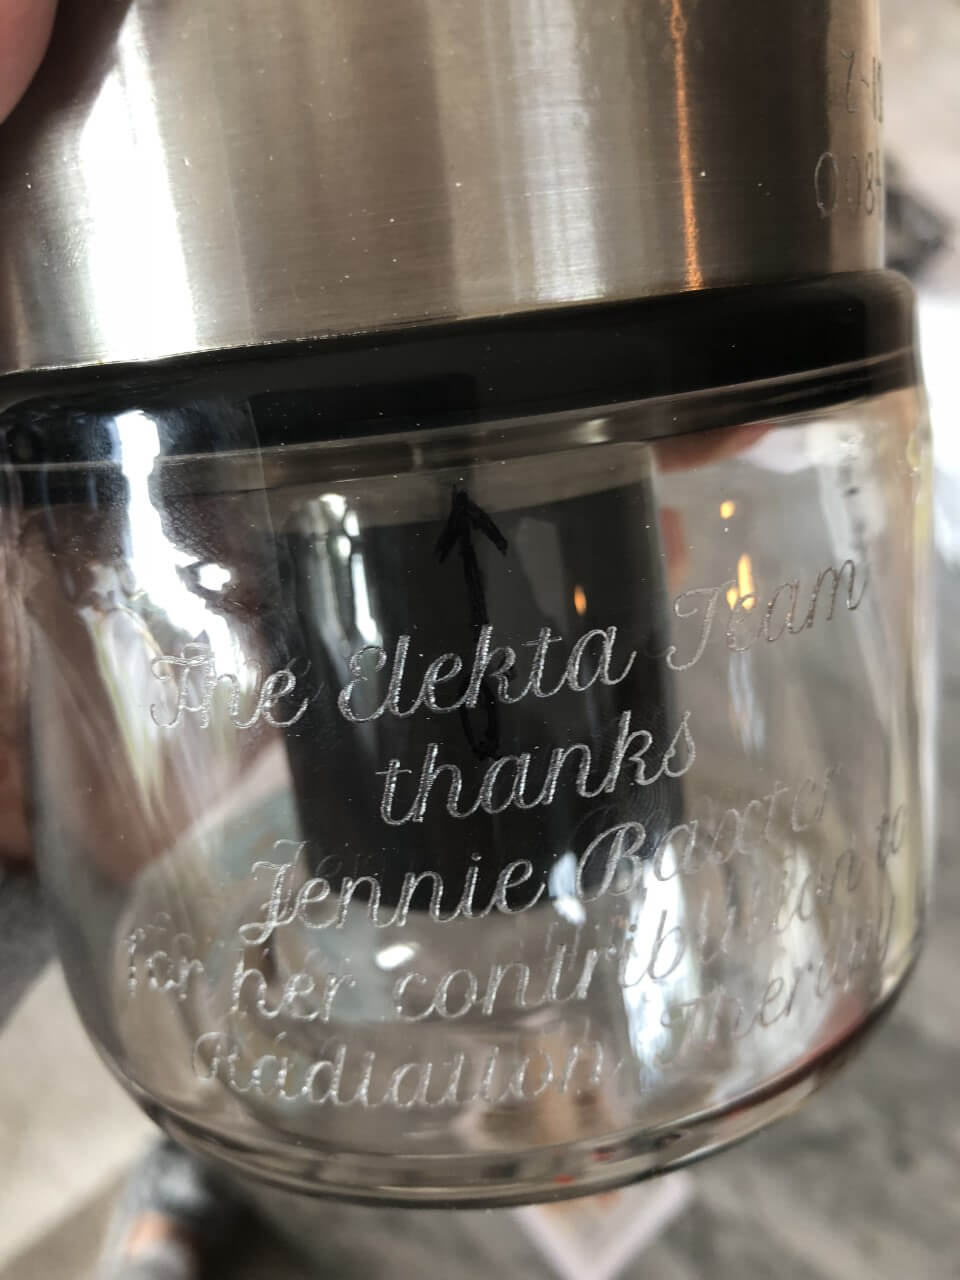 The Elekta Team
thanks
Jennie Baxter
for her contribution to
Radiation Therapy